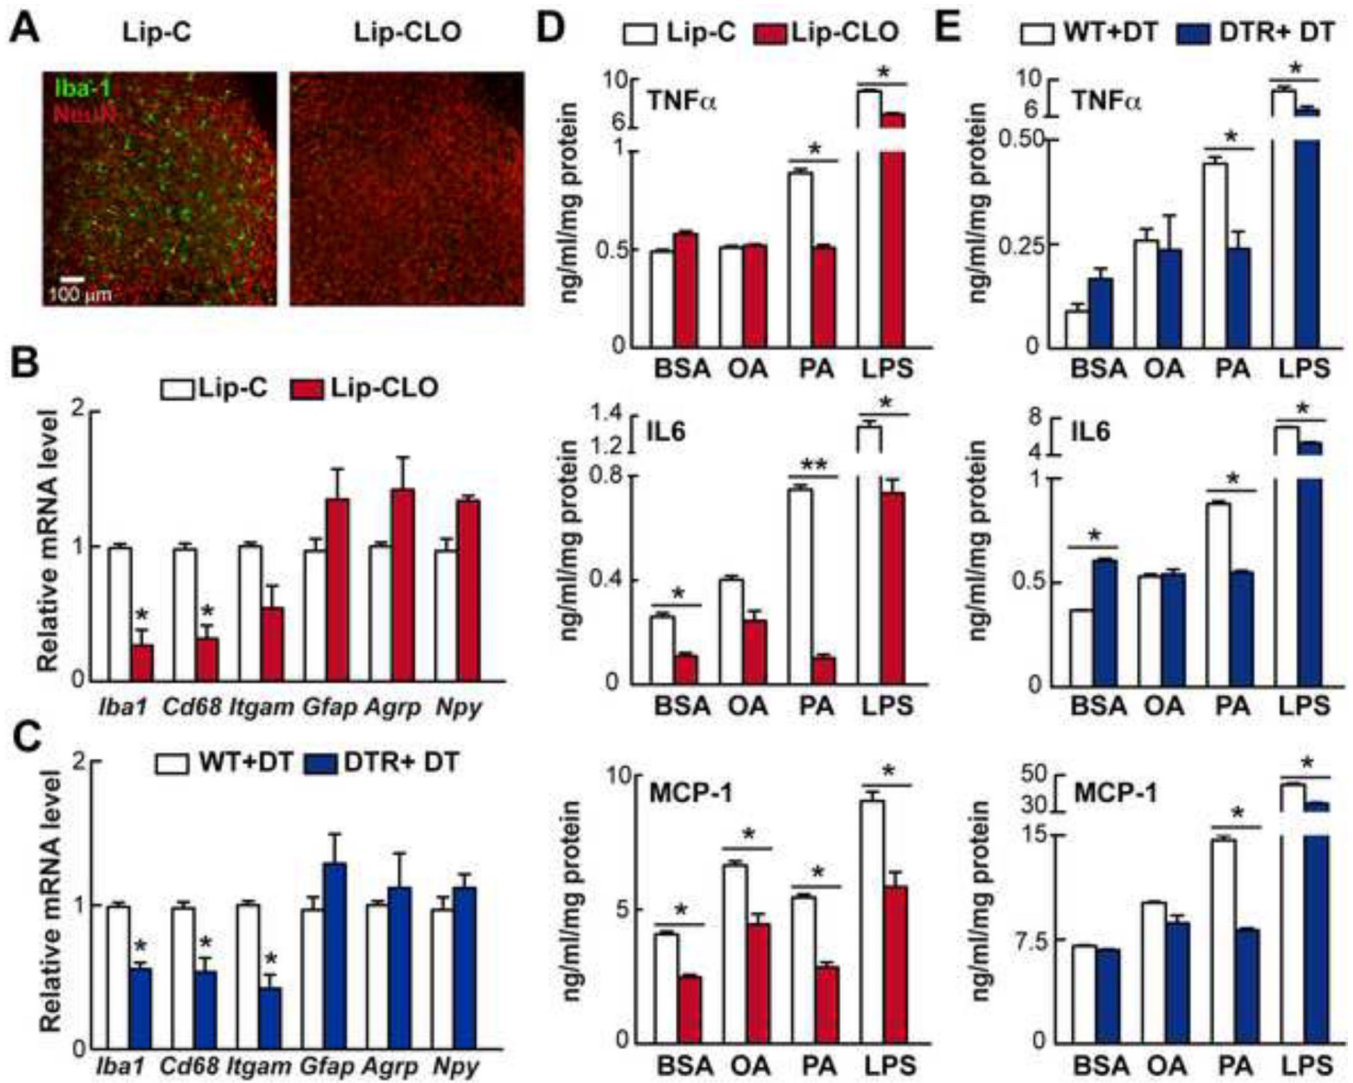 A
Lip-C
Lip-CLO
Iba-1
NeuN
100 µm
B
Lip-C
Lip-CLO
Relative mRNA level
2
1
0
*
*
Iba1 Cd68 Itgam Gfap Agrp Npy
C
WT+DT
DTR+ DT
Relative mRNA level
2
1
0
*
*
*
Iba1 Cd68 Itgam Gfap Agrp Npy
D
Lip-C
Lip-CLO
TNFα
ng/ml/mg protein
10
6
1
0.5
0
*
*
BSA OA PA LPS
IL6
ng/ml/mg protein
1.4
1.2
0.8
0.4
0
*
**
*
BSA OA PA LPS
MCP-1
ng/ml/mg protein
10
5
0
*
*
*
*
BSA OA PA LPS
E
WT+DT
DTR+ DT
TNFα
ng/ml/mg protein
10
6
0.50
0.25
0
*
*
BSA OA PA LPS
IL6
ng/ml/mg protein
8
4
1
0.5
0
*
*
*
BSA OA PA LPS
MCP-1
ng/ml/mg protein
50
30
15
7.5
0
*
*
BSA OA PA LPS